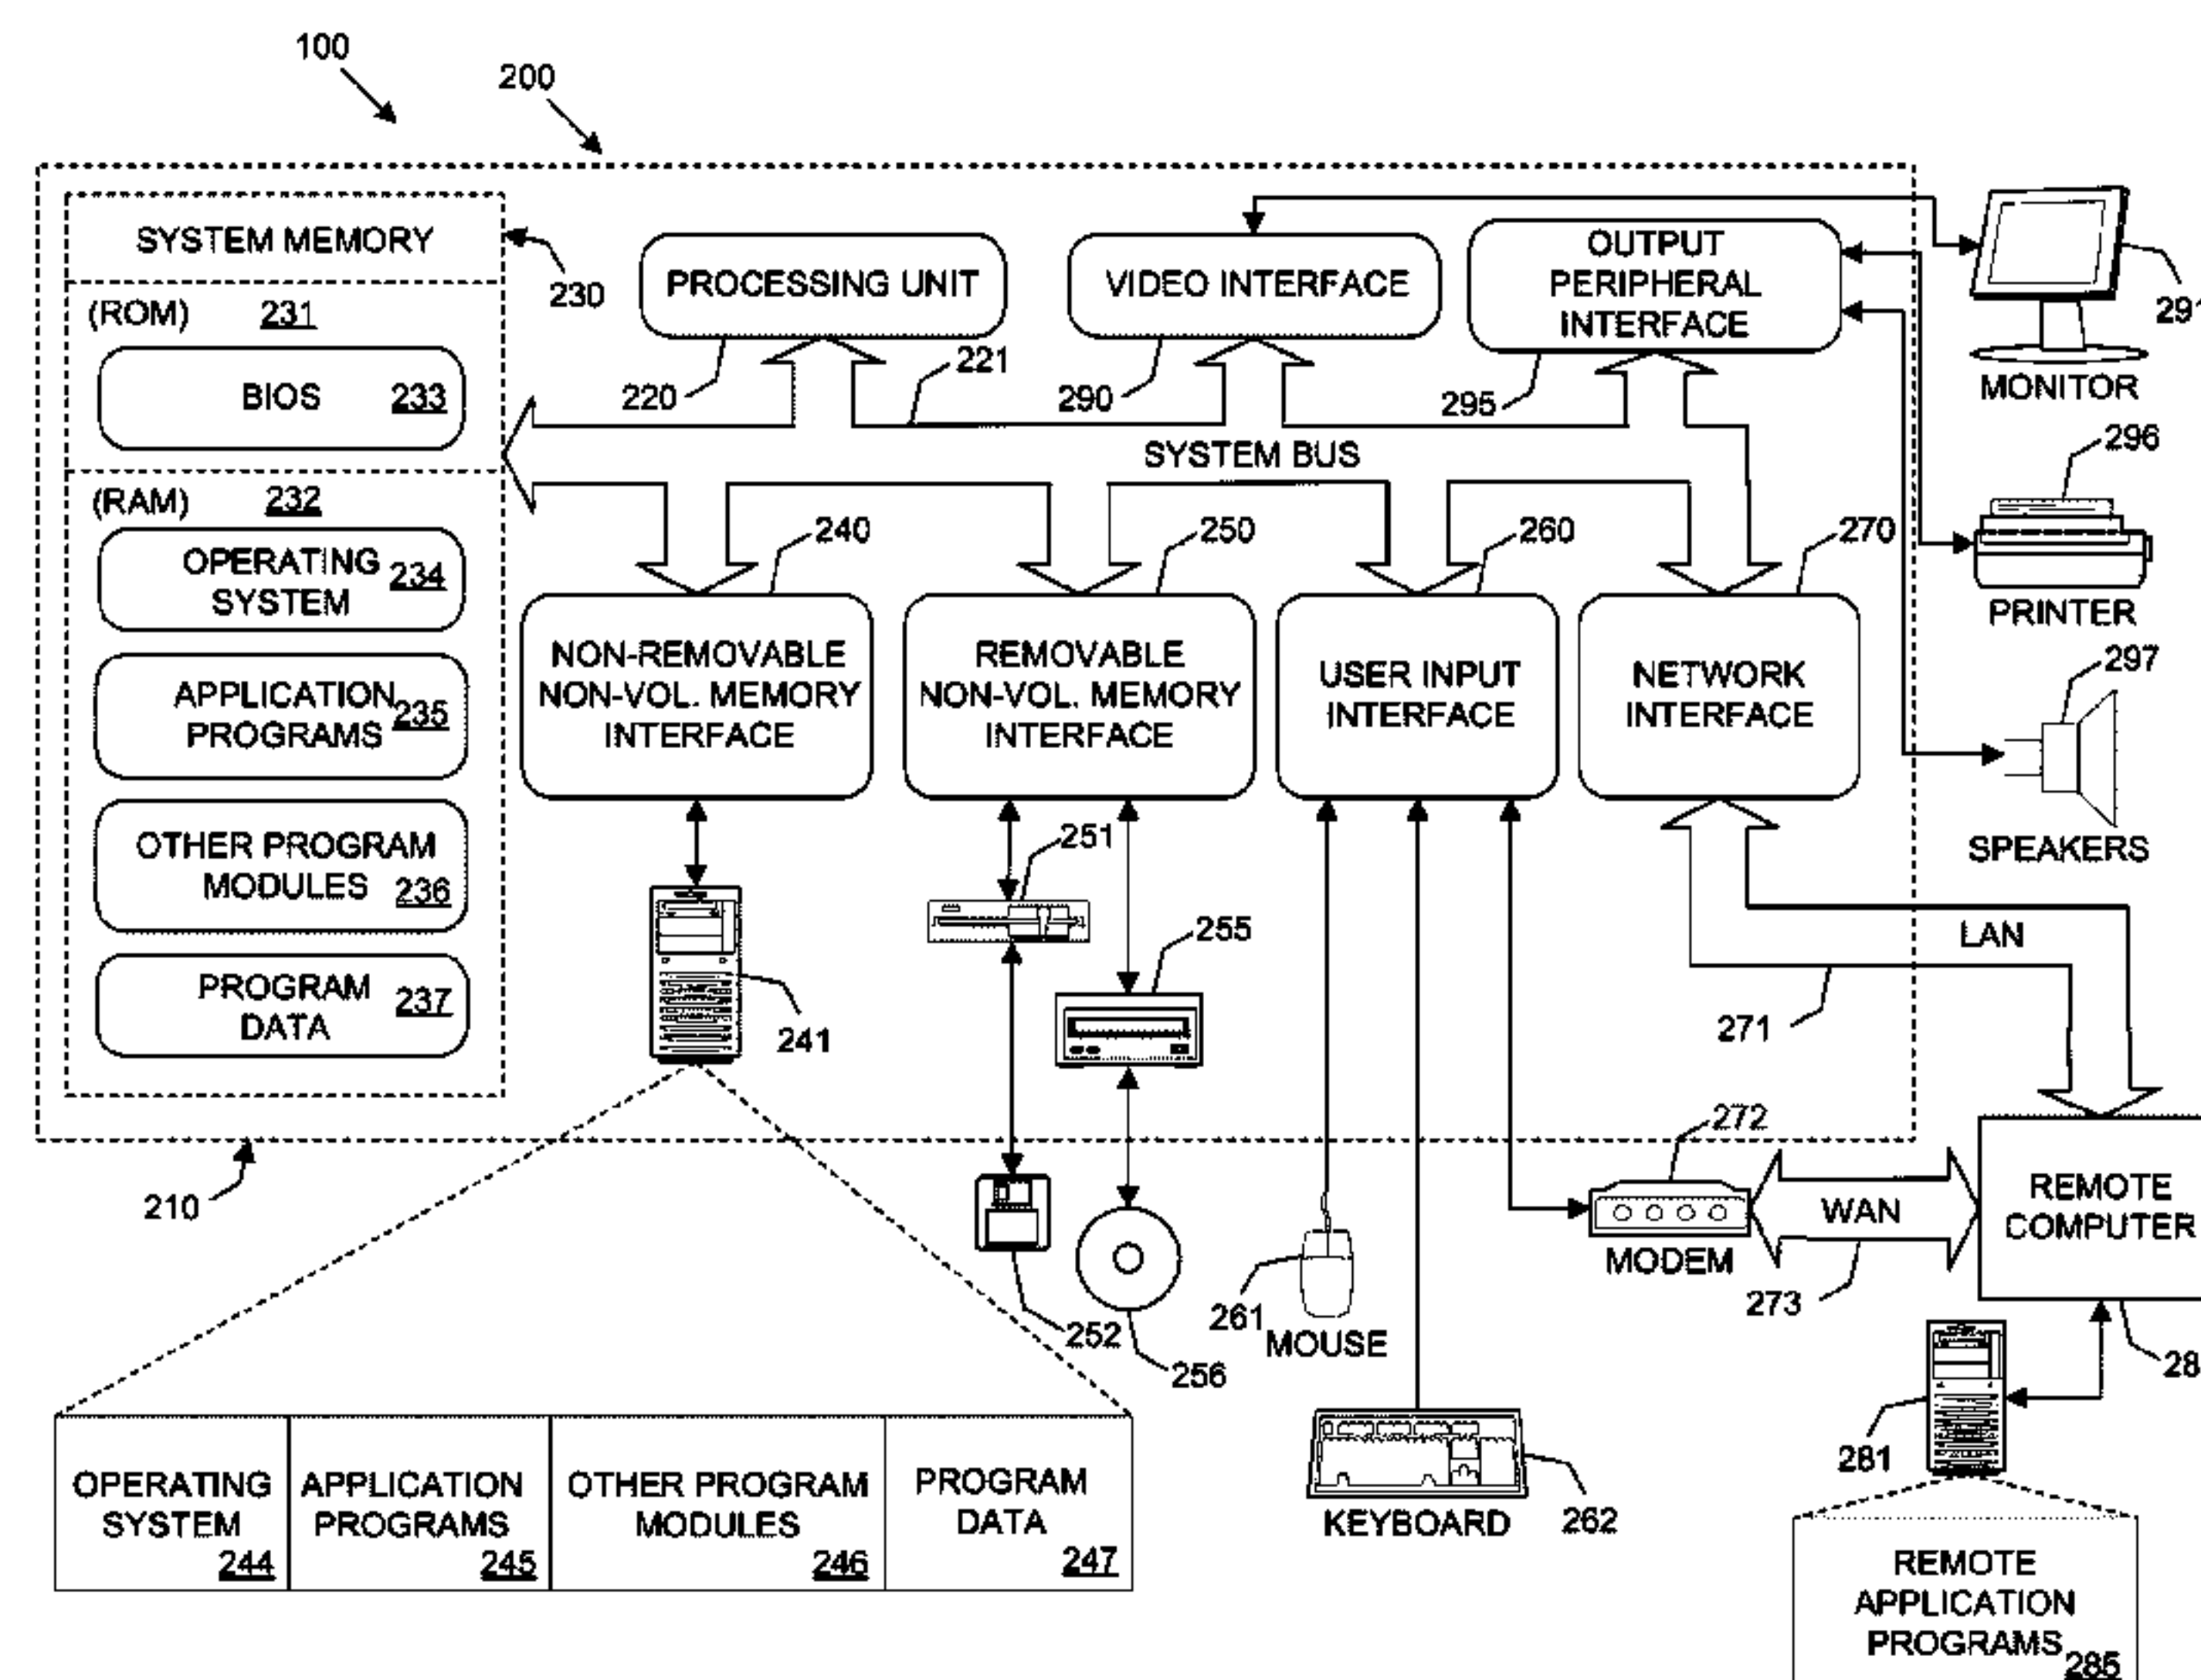 100
200
SYSTEM MEMORY
230
(ROM) 231
BIOS 233
(RAM) 232
OPERATING
SYSTEM
234
APPLICATION
PROGRAMS
235
OTHER PROGRAM
MODULES 236
PROGRAM
DATA
237
210
PROCESSING UNIT
220
221
VIDEO INTERFACE
290
OUTPUT
PERIPHERAL
INTERFACE
295
SYSTEM BUS
240
250
260
270
NON-REMOVABLE
NON-VOL. MEMORY
INTERFACE
REMOVABLE
NON-VOL. MEMORY
INTERFACE
USER INPUT
INTERFACE
NETWORK
INTERFACE
291
MONITOR
296
PRINTER
297
SPEAKERS
LAN
271
241
251
255
252
256
261
MOUSE
KEYBOARD 262
272
MODEM
WAN
273
REMOTE
COMPUTER
28
281
REMOTE
APPLICATION
PROGRAMS
285
OPERATING
SYSTEM
244
APPLICATION
PROGRAMS
245
OTHER PROGRAM
MODULES
246
PROGRAM
DATA
247